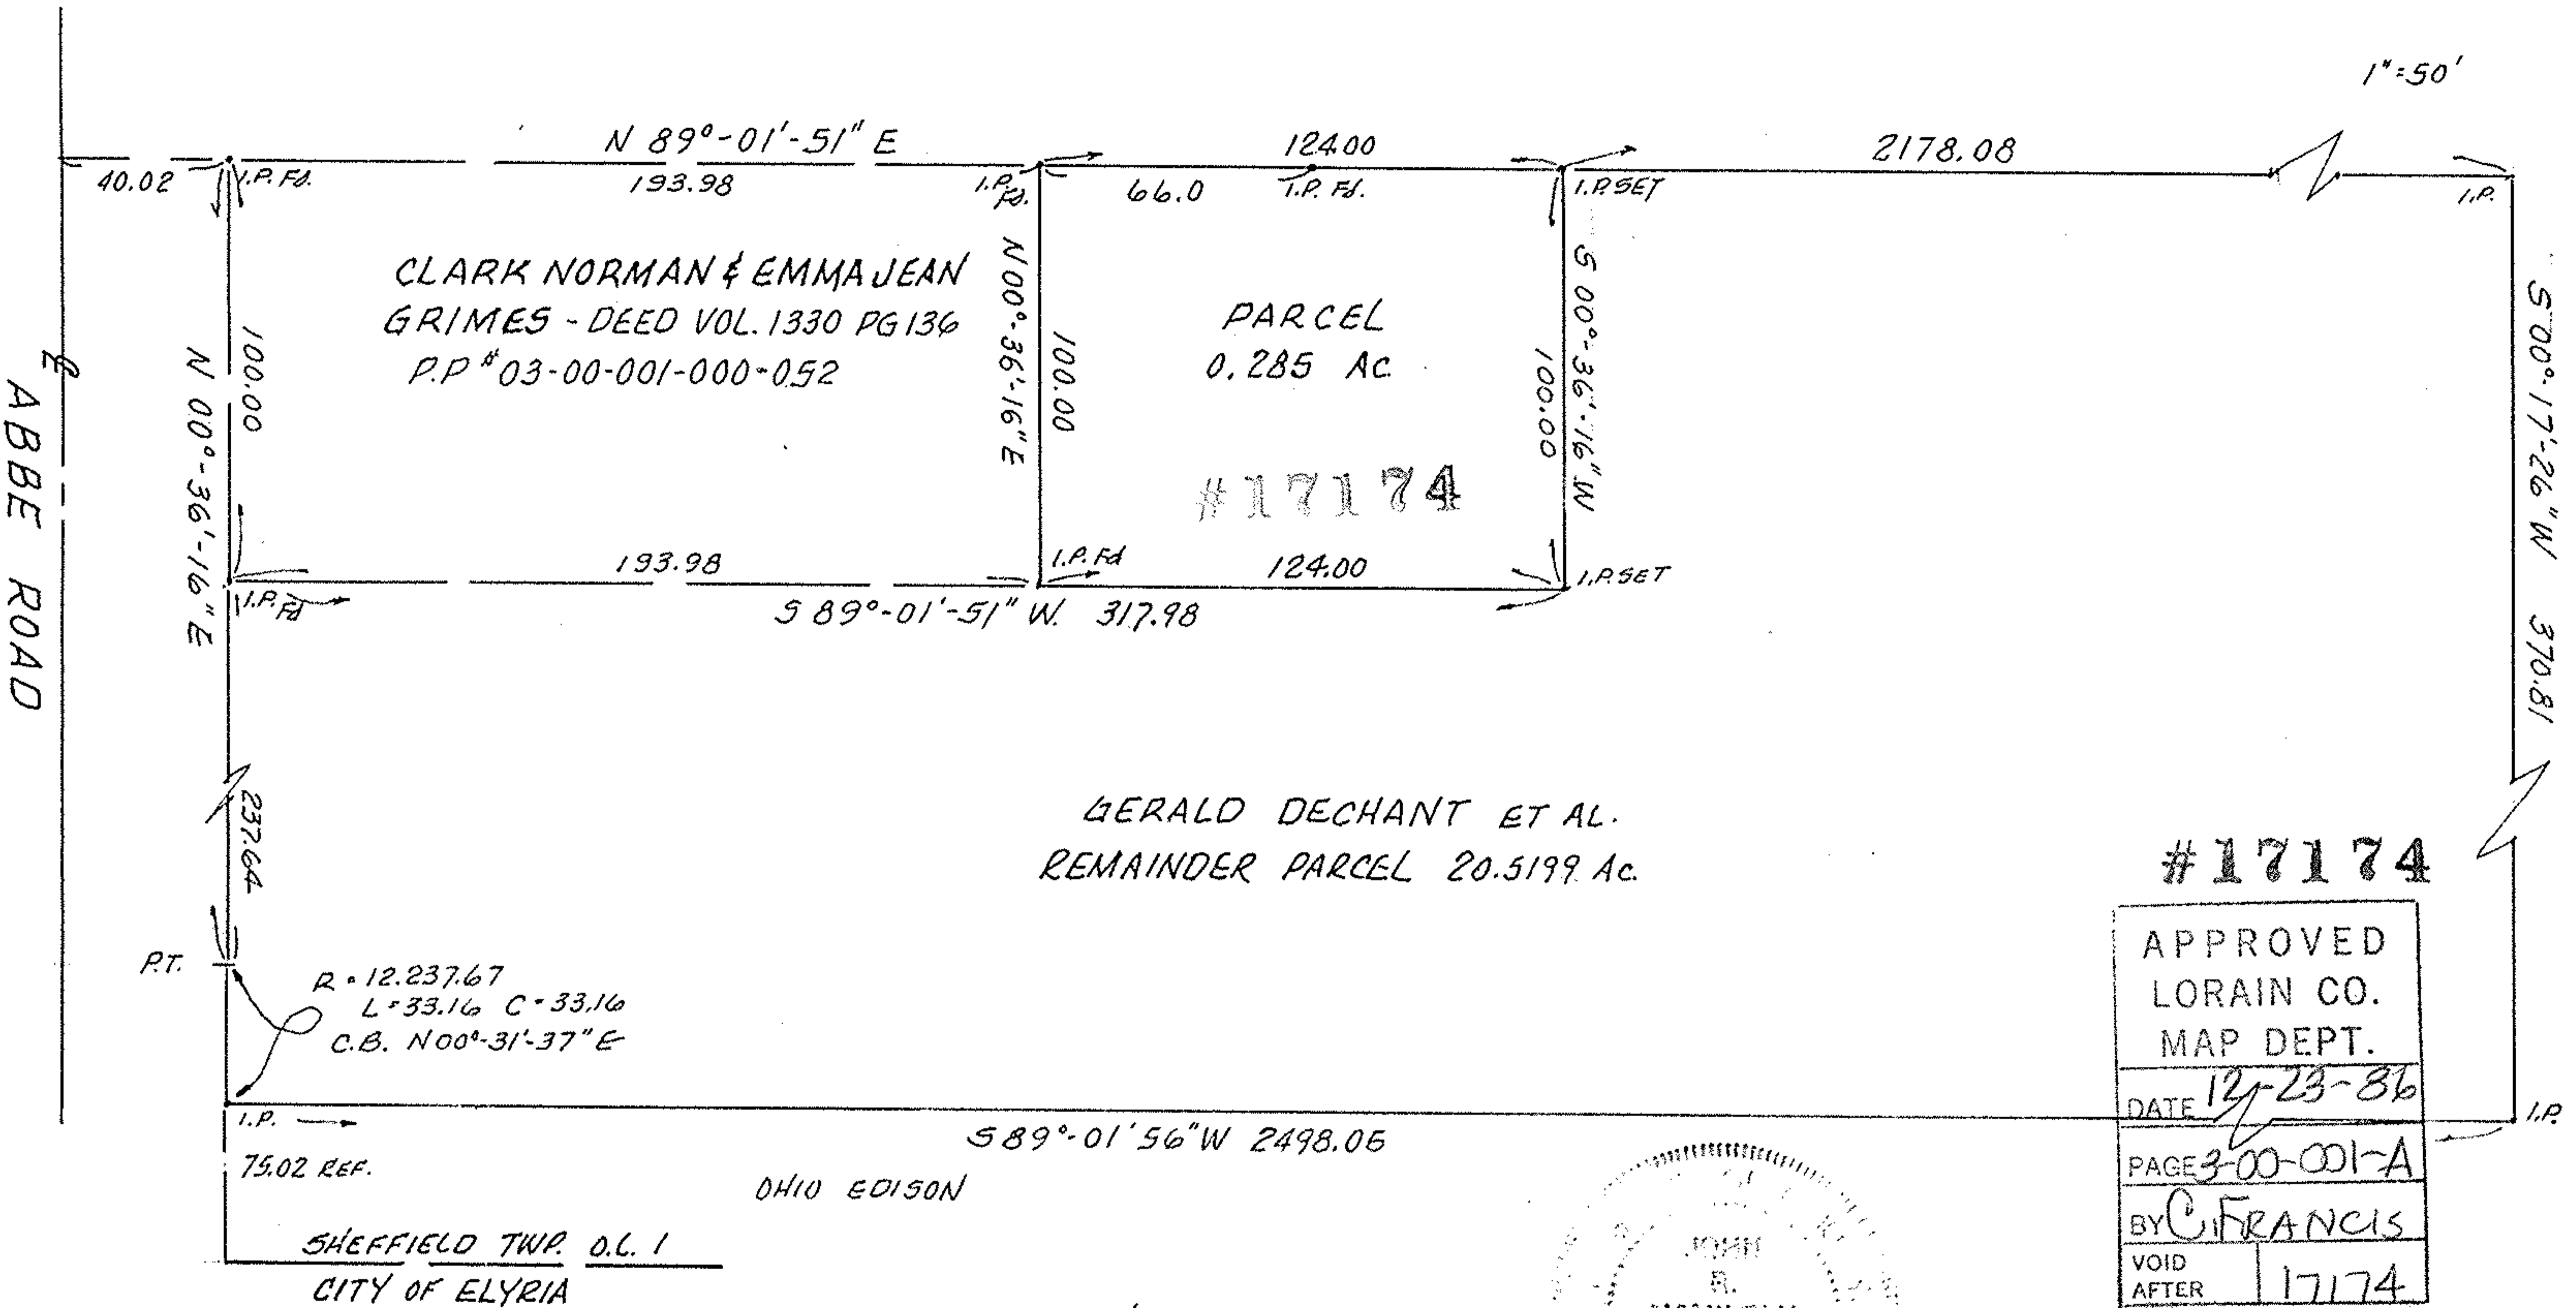 1"=50'
N 89°-01'-51" E
124.00
2178.08
40.02
I.P. Fd.
193.98
I.P. Fd.
66.0
I.P. Fd.
I.P. SET
I.P.
CLARK NORMAN & EMMA JEAN
GRIMES - DEED VOL. 1330 PG 136
P.P # 03-00-001-000-052
N 00°-36'-16" E
100.00
PARCEL
0.285 AC.
#17174
S 00°-36'-16" W
100.00
S 00°-17'-26" W 370.81
100.00
N 00°-36'-16" E
℄
ABBE ROAD
193.98
I.P. Fd
124.00
I.P. SET
I.P. Fd
S 89°-01'-51" W. 317.98
237.64
GERALD DECHANT ET AL.
REMAINDER PARCEL 20.5199 Ac.
#17174
P.T.
R = 12.237.67
L = 33.16 C = 33.16
C.B. N 00°-31'-37" E
APPROVED
LORAIN CO.
MAP DEPT.
DATE 12-23-86
PAGE 3-00-001-A
BY C. FRANCIS
VOID
AFTER 17174
I.P.
I.P.
S 89°-01'56" W 2498.05
75.02 REF.
OHIO EDISON
SHEFFIELD TWP. O.L. 1
CITY OF ELYRIA
JOHN
R.